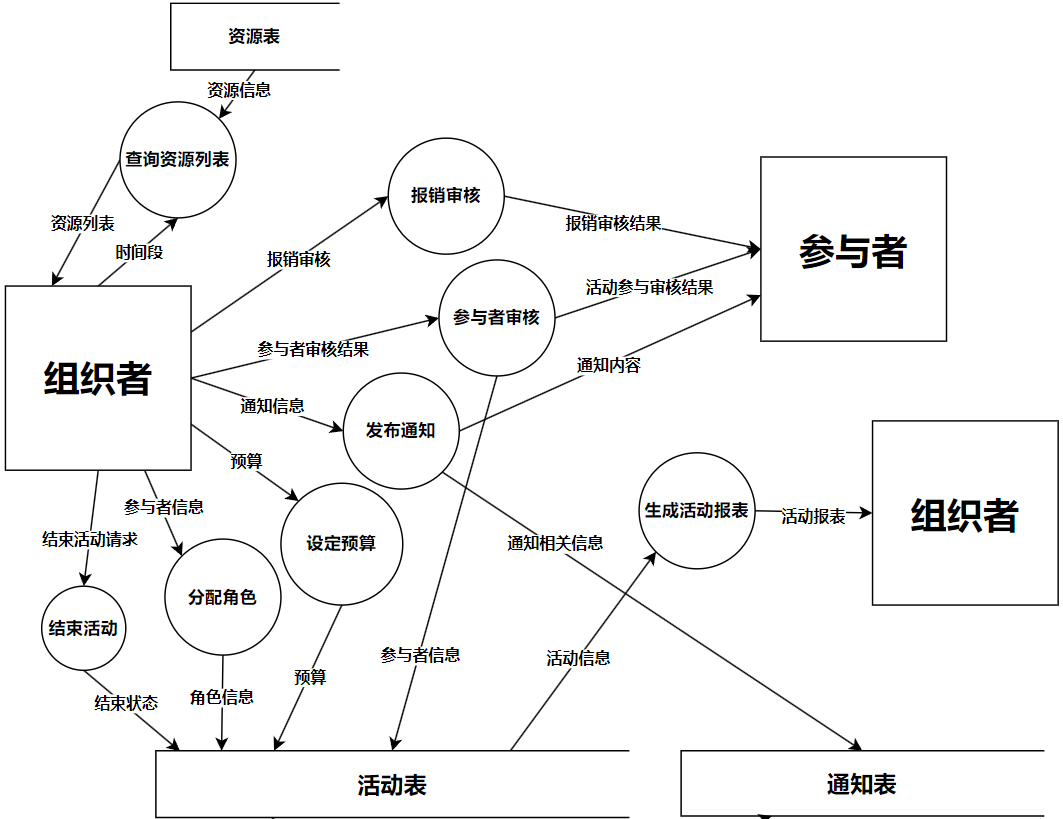 资源表
资源信息
查询资源列表
报销审核
资源列表
报销审核结果
时间段
参与者
报销审核
活动参与审核结果
参与者审核
参与者审核结果
通知内容
组织者
通知信息
发布通知
预算
参与者信息
生成活动报表
活动报表
组织者
结束活动请求
设定预算
通知相关信息
分配角色
结束活动
参与者信息
活动信息
预算
角色信息
结束状态
活动表
通知表